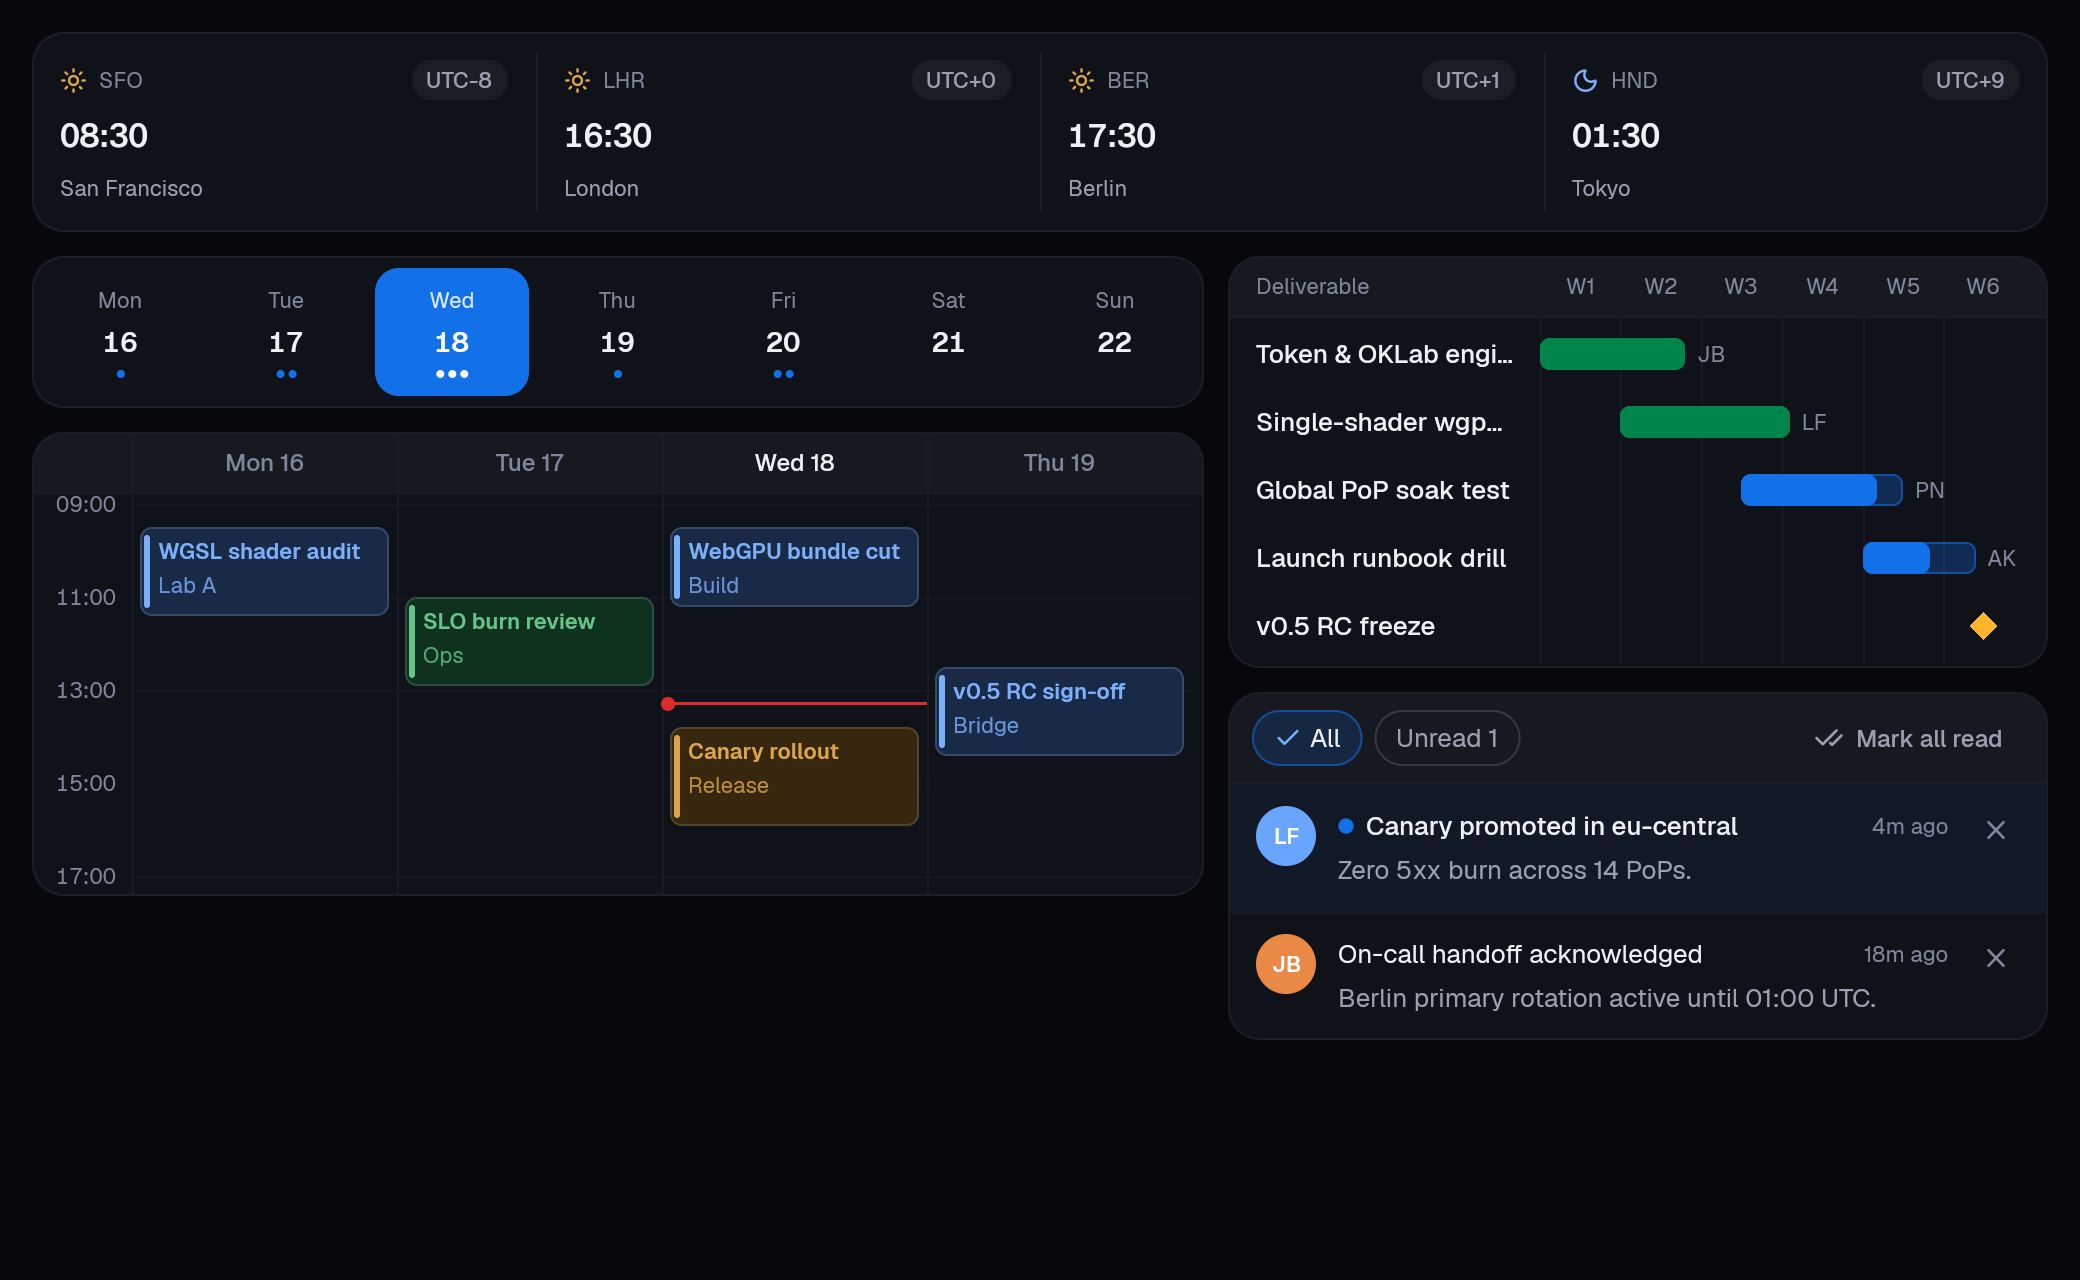 SFO UTC-8
08:30
San Francisco
LHR UTC+0
16:30
London
BER UTC+1
17:30
Berlin
HND UTC+9
01:30
Tokyo
Mon
16
Tue
17
Wed
18
Thu
19
Fri
20
Sat
21
Sun
22
Mon 16 Tue 17 Wed 18 Thu 19
09:00
11:00
13:00
15:00
17:00
WGSL shader audit
Lab A
SLO burn review
Ops
WebGPU bundle cut
Build
Canary rollout
Release
v0.5 RC sign-off
Bridge
Deliverable W1 W2 W3 W4 W5 W6
Token & OKLab engi... JB
Single-shader wgp... LF
Global PoP soak test PN
Launch runbook drill AK
v0.5 RC freeze
All Unread 1 Mark all read
LF Canary promoted in eu-central 4m ago
Zero 5xx burn across 14 PoPs.
JB On-call handoff acknowledged 18m ago
Berlin primary rotation active until 01:00 UTC.